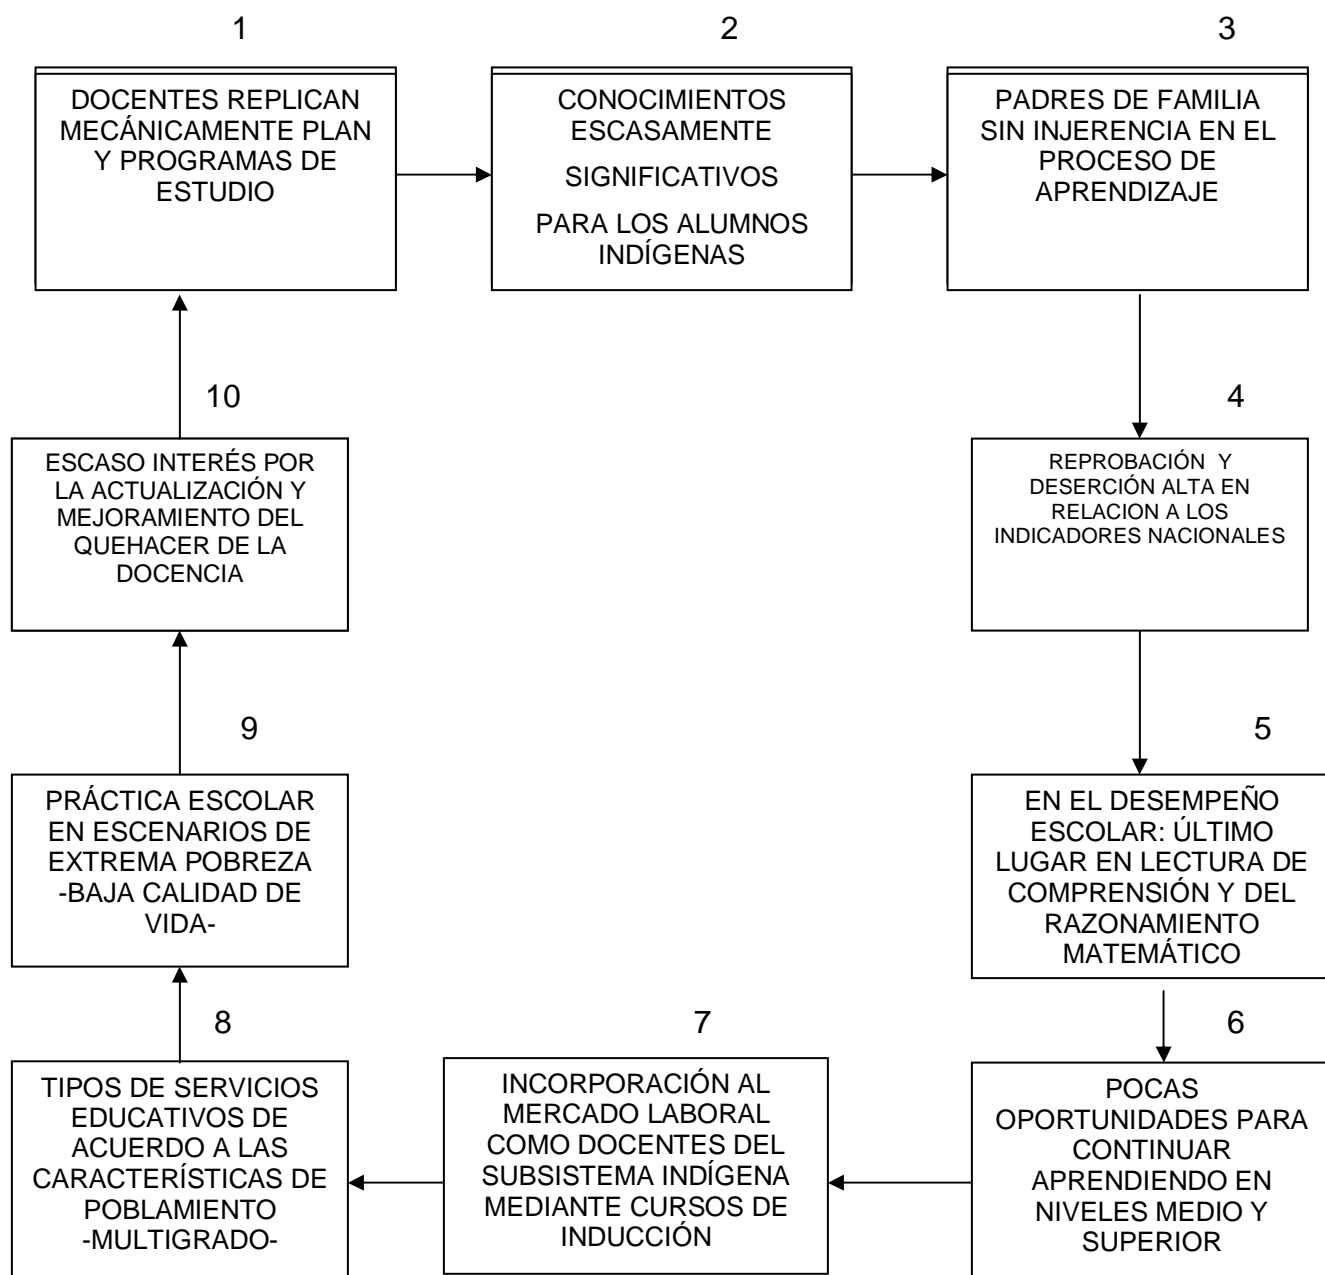 1
DOCENTES REPLICAN
MECÁNICAMENTE PLAN
Y PROGRAMAS DE
ESTUDIO
2
CONOCIMIENTOS
ESCASAMENTE
SIGNIFICATIVOS
PARA LOS ALUMNOS
INDÍGENAS
3
PADRES DE FAMILIA
SIN INJERENCIA EN EL
PROCESO DE
APRENDIZAJE
4
REPROBACIÓN Y
DESERCIÓN ALTA EN
RELACION A LOS
INDICADORES NACIONALES
5
EN EL DESEMPEÑO
ESCOLAR: ÚLTIMO
LUGAR EN LECTURA DE
COMPRENSIÓN Y DEL
RAZONAMIENTO
MATEMÁTICO
6
POCAS
OPORTUNIDADES PARA
CONTINUAR
APRENDIENDO EN
NIVELES MEDIO Y
SUPERIOR
7
INCORPORACIÓN AL
MERCADO LABORAL
COMO DOCENTES DEL
SUBSISTEMA INDÍGENA
MEDIANTE CURSOS DE
INDUCCIÓN
8
TIPOS DE SERVICIOS
EDUCATIVOS DE
ACUERDO A LAS
CARACTERÍSTICAS DE
POBLAMIENTO
-MULTIGRADO-
9
PRÁCTICA ESCOLAR
EN ESCENARIOS DE
EXTREMA POBREZA
-BAJA CALIDAD DE
VIDA-
10
ESCASO INTERÉS POR
LA ACTUALIZACIÓN Y
MEJORAMIENTO DEL
QUEHACER DE LA
DOCENCIA